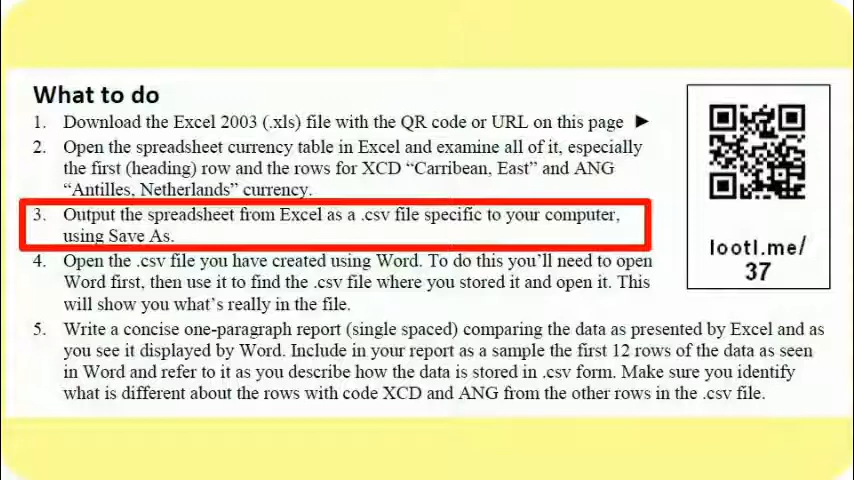 What to do
1. Download the Excel 2003 (.xls) file with the QR code or URL on this page ►
2. Open the spreadsheet currency table in Excel and examine all of it, especially
the first (heading) row and the rows for XCD “Carribean, East” and ANG
“Antilles, Netherlands” currency.
3. Output the spreadsheet from Excel as a .csv file specific to your computer,
using Save As.
4. Open the .csv file you have created using Word. To do this you’ll need to open
Word first, then use it to find the .csv file where you stored it and open it. This
will show you what’s really in the file.
5. Write a concise one-paragraph report (single spaced) comparing the data as presented by Excel and as
you see it displayed by Word. Include in your report as a sample the first 12 rows of the data as seen
in Word and refer to it as you describe how the data is stored in .csv form. Make sure you identify
what is different about the rows with code XCD and ANG from the other rows in the .csv file.
lootl.me/
37